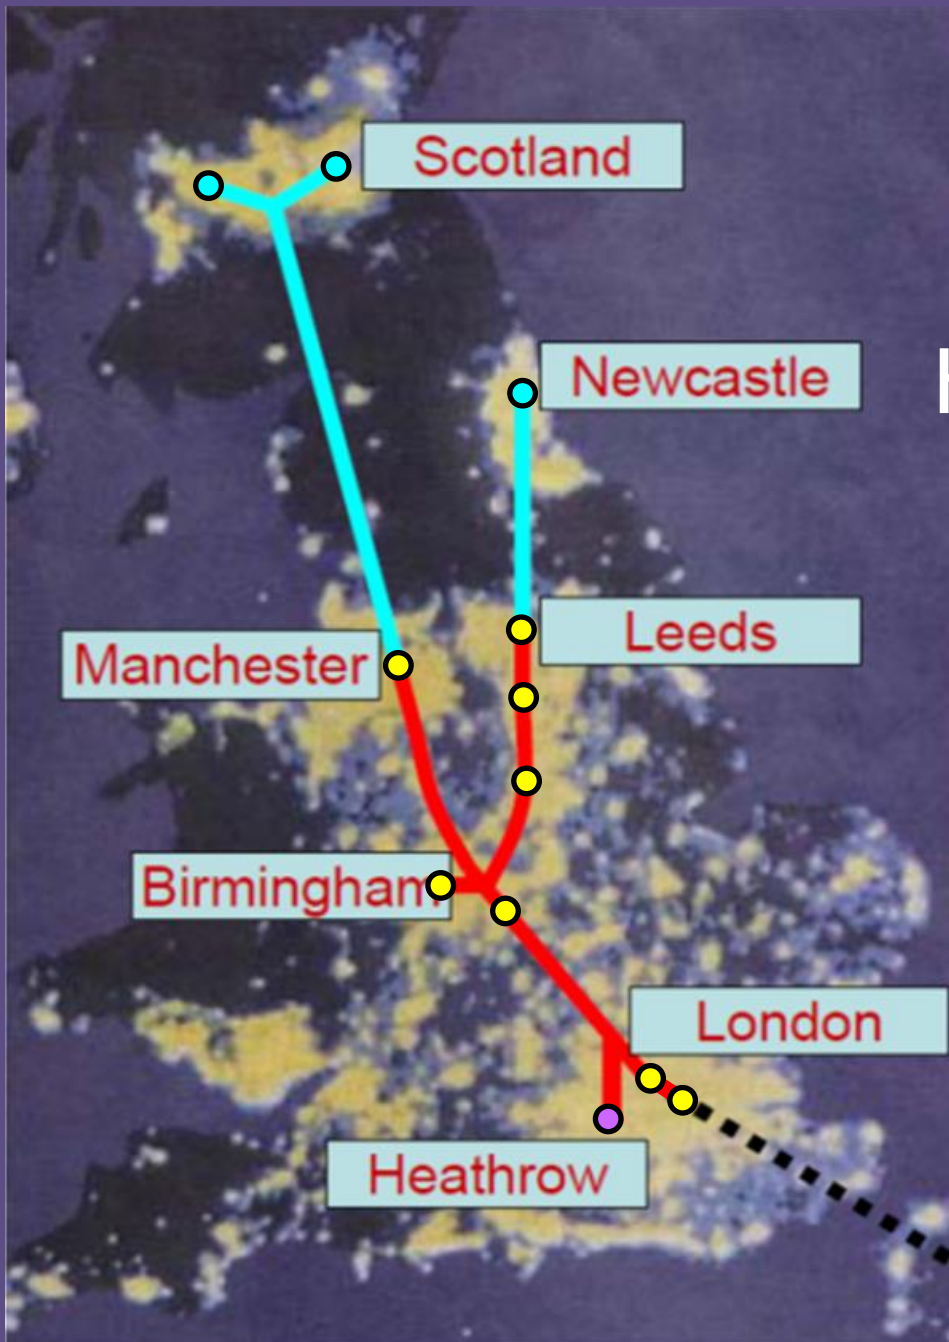 Scotland
Newcastle
Leeds
Manchester
Birmingham
London
Heathrow